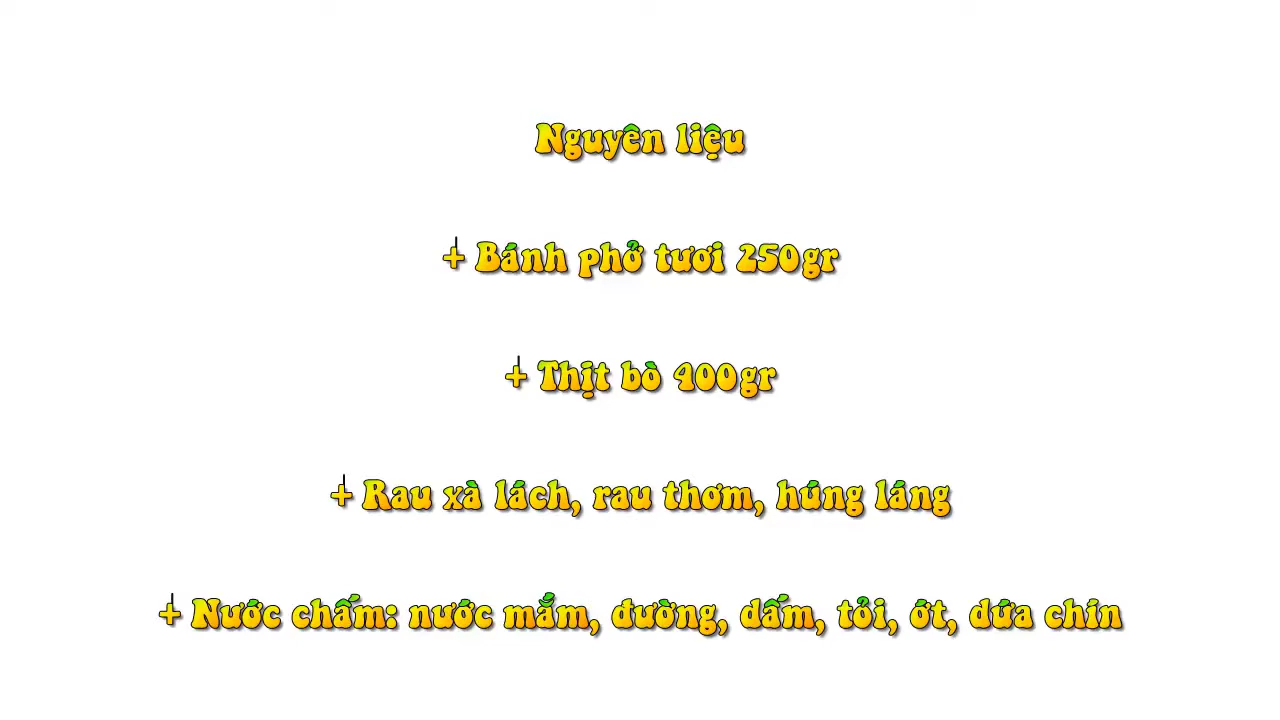 Nguyên liệu
+ Bánh phở tươi 250gr
+ Thịt bò 400gr
+ Rau xà lách, rau thơm, húng láng
+ Nước chấm: nước mắm, đường, dấm, tỏi, ớt, dứa chín